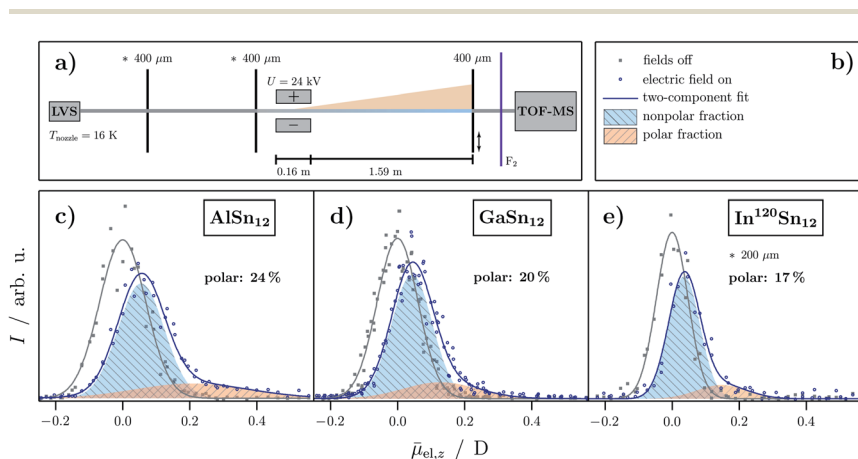 a)
* 400 μm
* 400 μm
400 μm
U = 24 kV
+
−
LVS
TOF-MS
T_nozzle = 16 K
F₂
0.16 m
1.59 m
b)
fields off
electric field on
two-component fit
nonpolar fraction
polar fraction
c)
AlSn₁₂
polar: 24 %
d)
GaSn₁₂
polar: 20 %
e)
In¹²⁰Sn₁₂
* 200 μm
polar: 17 %
I / arb. u.
−0.2 0.0 0.2 0.4
−0.2 0.0 0.2 0.4
−0.2 0.0 0.2 0.4
μ̄_el,z / D